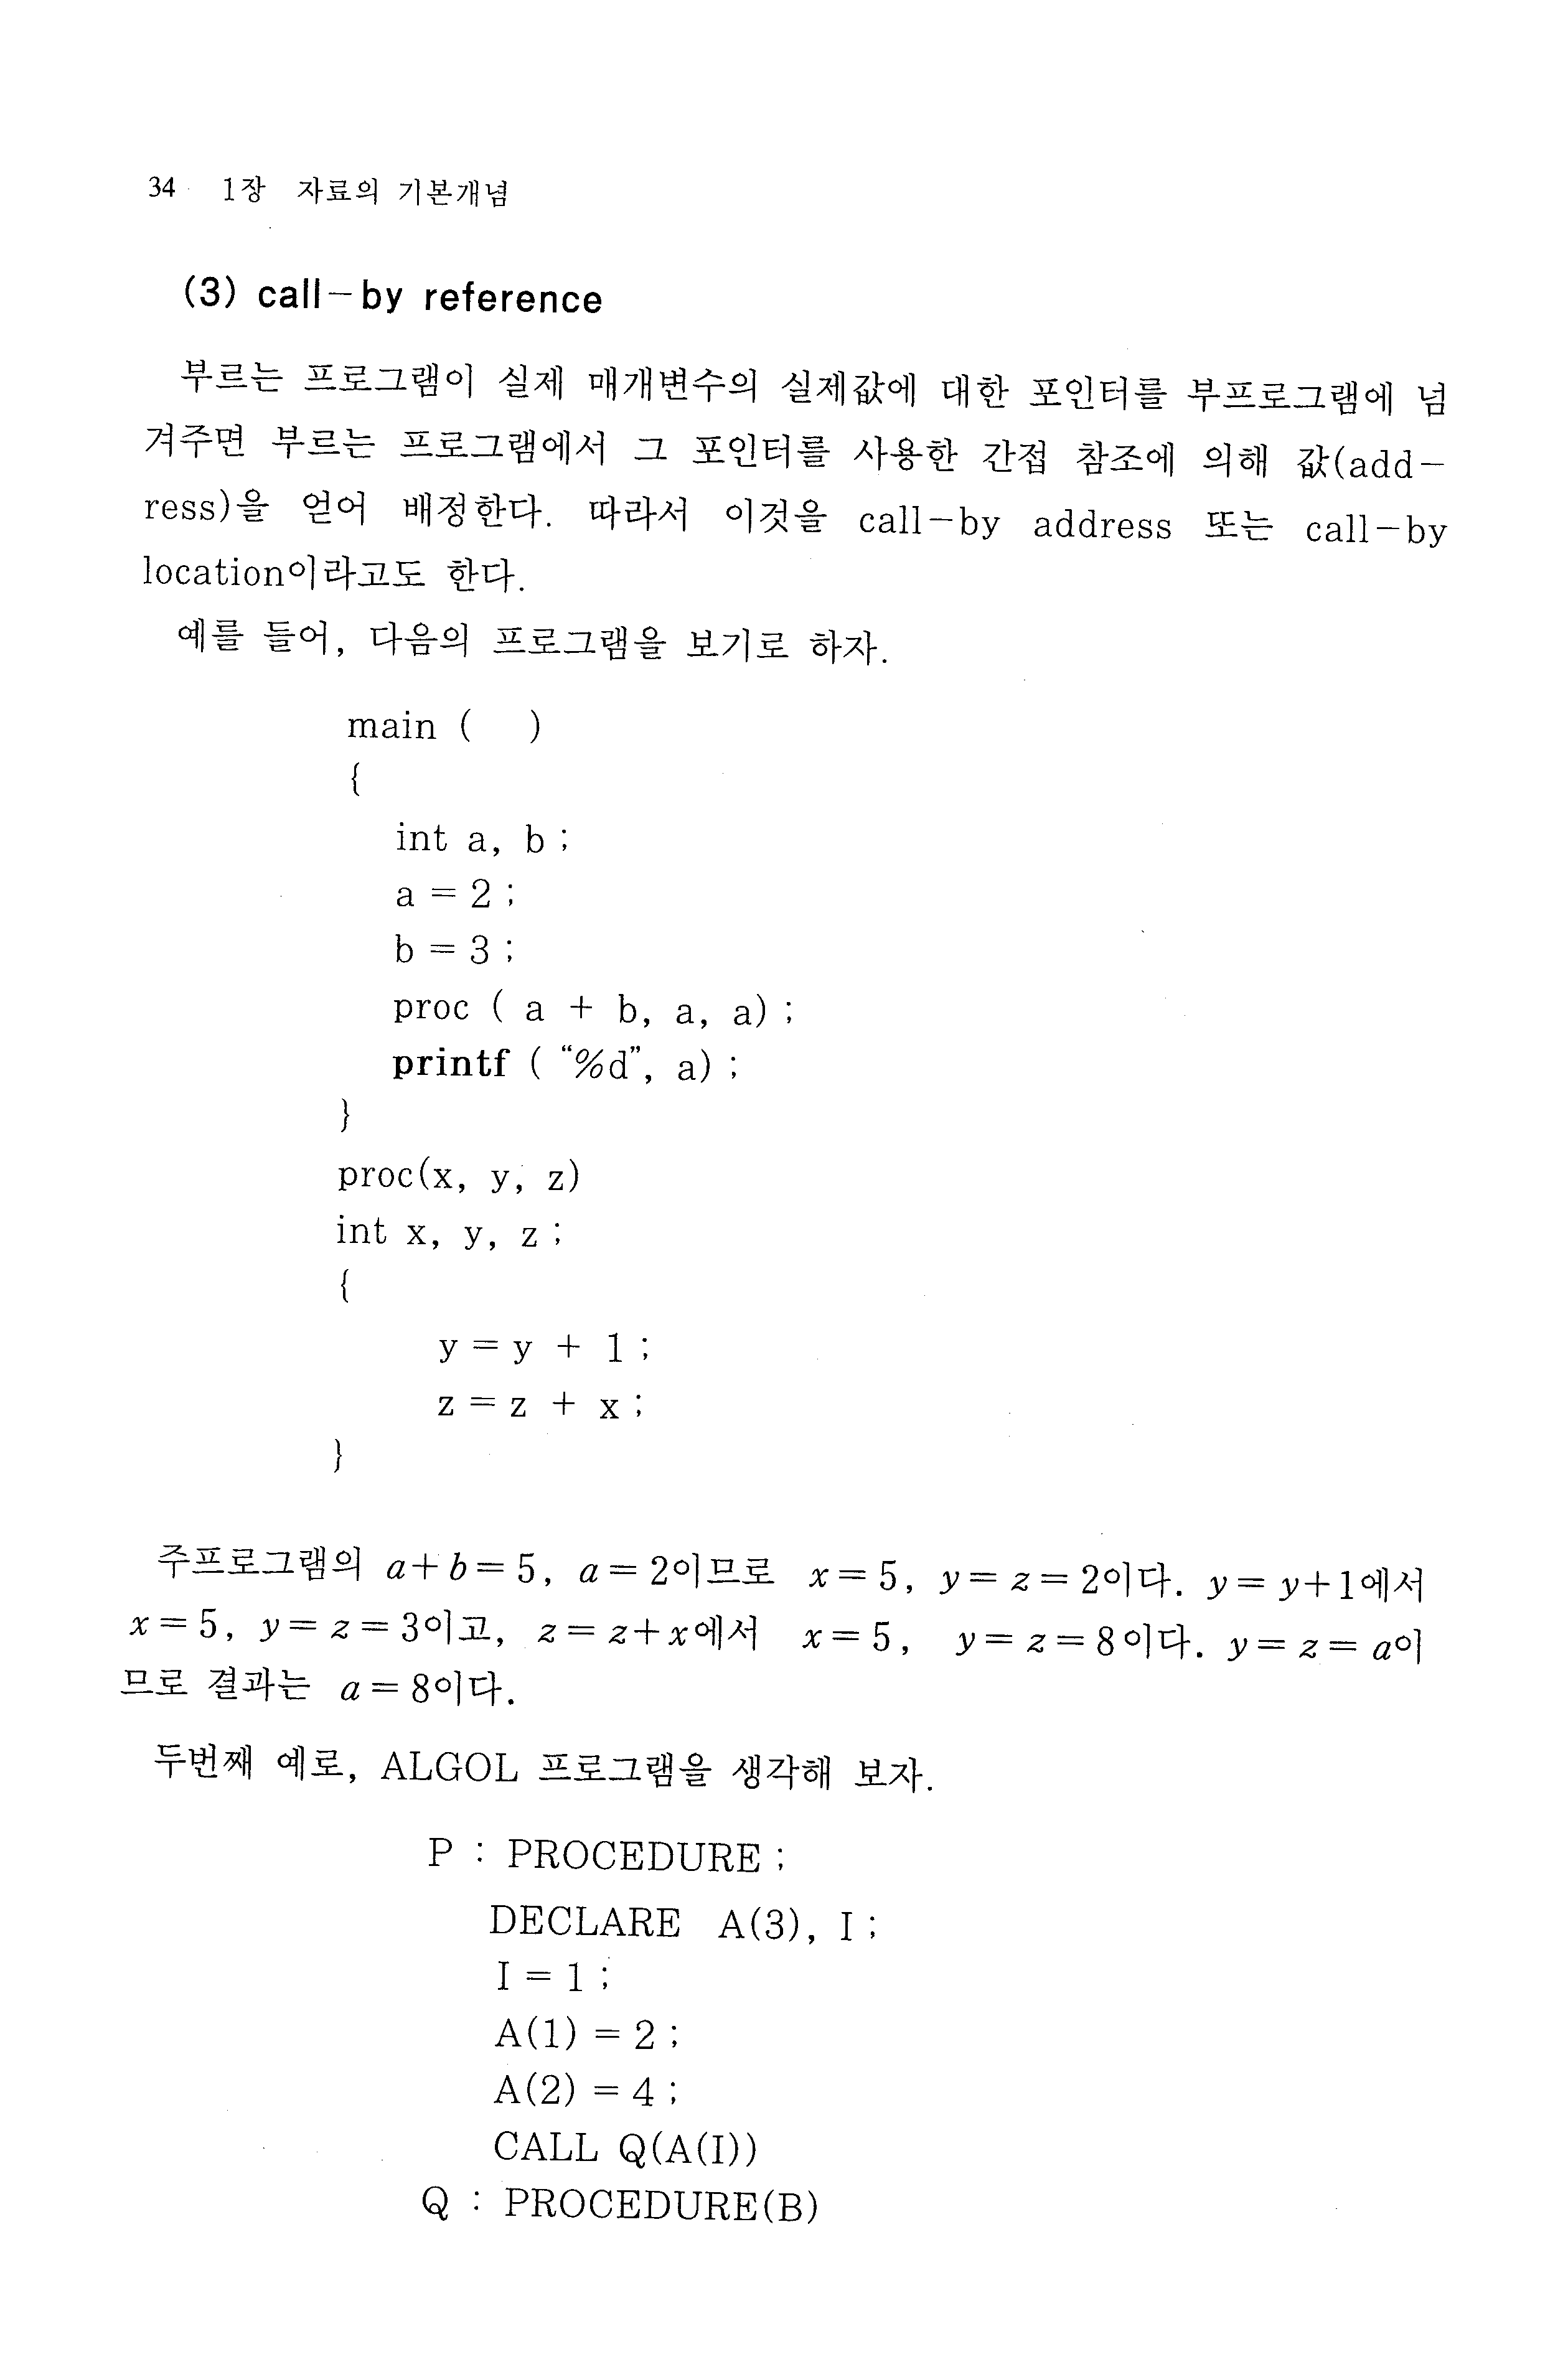 34 1장 자료의 기본개념
(3) call－by reference
부르는 프로그램이 실제 매개변수의 실제값에 대한 포인터를 부프로그램에 넘
겨주면 부르는 프로그램에서 그 포인터를 사용한 간접 참조에 의해 값(add－
ress)을 얻어 배정한다. 따라서 이것을 call－by address 또는 call－by
location이라고도 한다.
예를 들어, 다음의 프로그램을 보기로 하자.
main ( )
{
int a, b ;
a = 2 ;
b = 3 ;
proc ( a + b, a, a) ;
printf ( “%d”, a) ;
}
proc(x, y, z)
int x, y, z ;
{
y = y + 1 ;
z = z + x ;
}
주프로그램의 a+b=5, a=2이므로 x=5, y=z=2이다. y=y+1에서
x=5, y=z=3이고, z=z+x에서 x=5, y=z=8이다. y=z=a이
므로 결과는 a=8이다.
두번째 예로, ALGOL 프로그램을 생각해 보자.
P : PROCEDURE ;
DECLARE A(3), I ;
I = 1 ;
A(1) = 2 ;
A(2) = 4 ;
CALL Q(A(I))
Q : PROCEDURE(B)